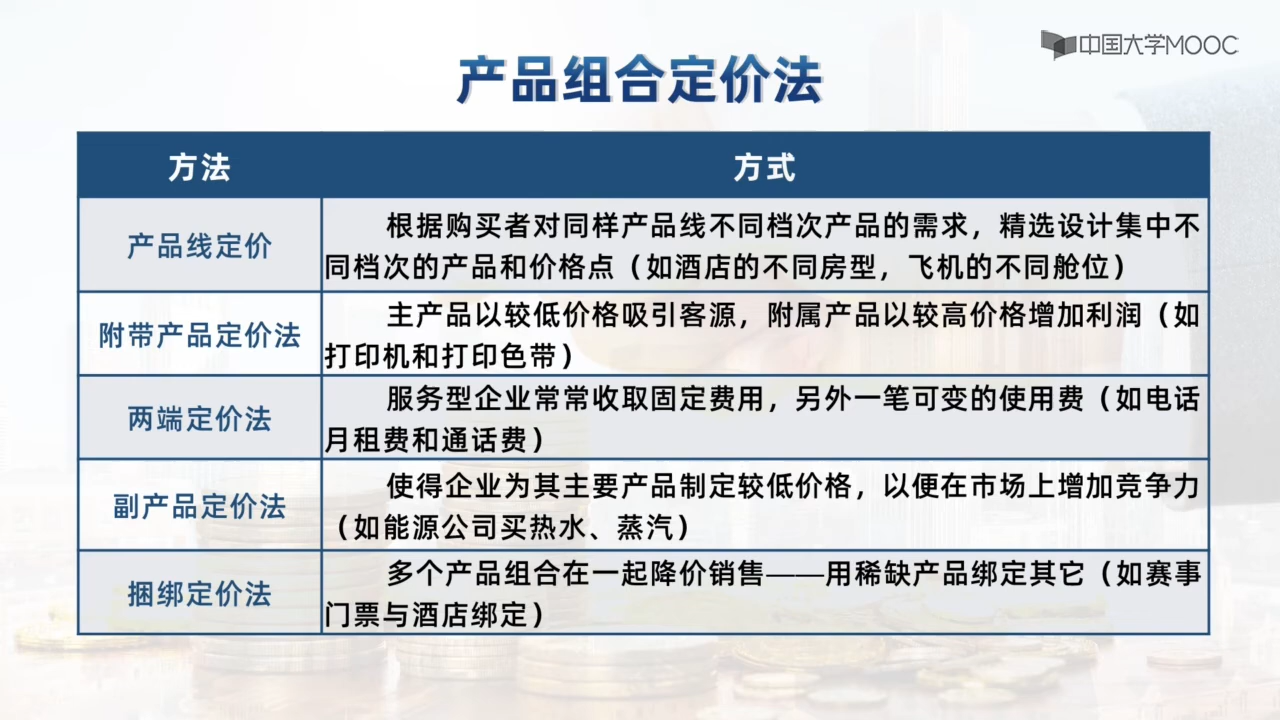 中国大学MOOC
产品组合定价法
方法
方式
产品线定价
根据购买者对同样产品线不同档次产品的需求，精选设计集中不
同档次的产品和价格点（如酒店的不同房型，飞机的不同舱位）
附带产品定价法
主产品以较低价格吸引客源，附属产品以较高价格增加利润（如
打印机和打印色带）
两端定价法
服务型企业常常收取固定费用，另外一笔可变的使用费（如电话
月租费和通话费）
副产品定价法
使得企业为其主要产品制定较低价格，以便在市场上增加竞争力
（如能源公司买热水、蒸汽）
捆绑定价法
多个产品组合在一起降价销售——用稀缺产品绑定其它（如赛事
门票与酒店绑定）